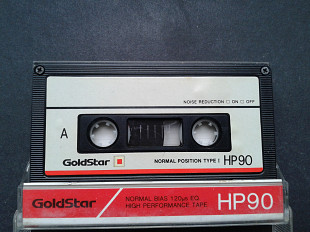 NOISE REDUCTION □ ON □ OFF
A
GoldStar NORMAL POSITION TYPE I HP90
GoldStar NORMAL BIAS 120μs EQ HP90
HIGH PERFORMANCE TAPE